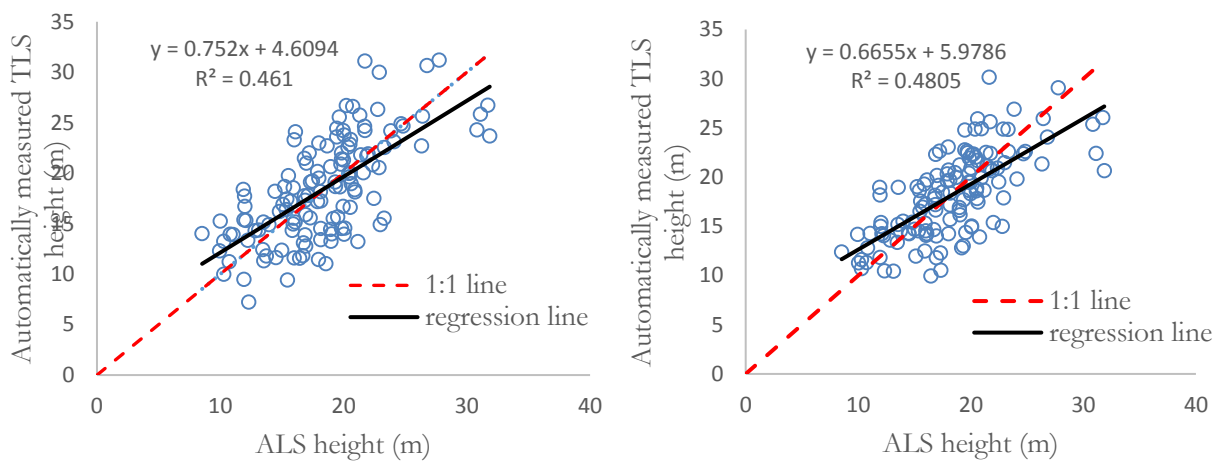 Automatically measured TLS
height (m)
35
30
25
20
15
10
5
0
y = 0.752x + 4.6094
R² = 0.461
1:1 line
regression line
0
10
20
30
40
ALS height (m)
Automatically measured TLS
height (m)
35
30
25
20
15
10
5
0
y = 0.6655x + 5.9786
R² = 0.4805
1:1 line
regression line
0
10
20
30
40
ALS height (m)